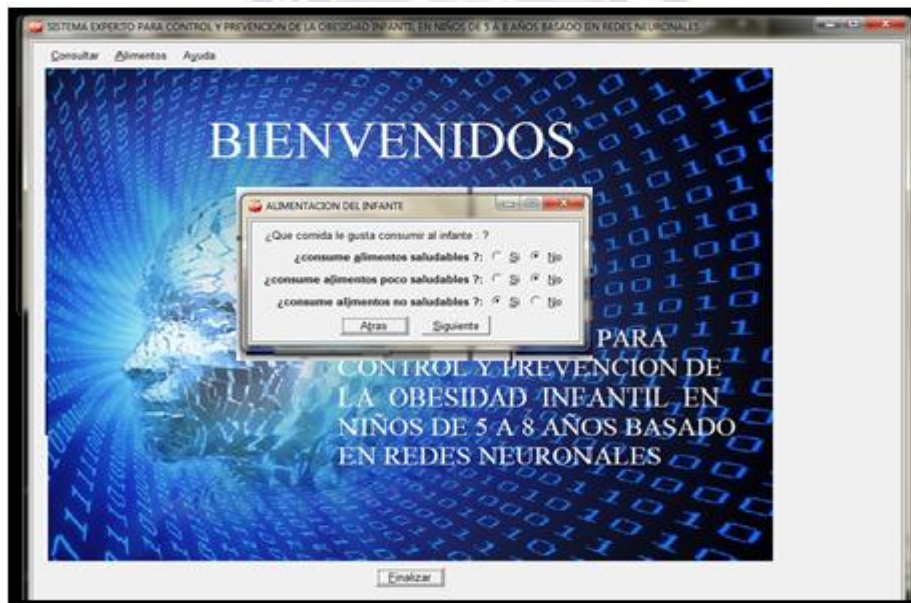 SISTEMA EXPERTO PARA CONTROL Y PREVENCION DE LA OBESIDAD INFANTIL EN NIÑOS DE 5 A 8 AÑOS BASADO EN REDES NEURONALES
Consultar Alimentos Ayuda
BIENVENIDOS
ALIMENTACION DEL INFANTE
¿Que comida le gusta consumir al infante : ?
¿consume alimentos saludables ?: Si No
¿consume alimentos poco saludables ?: Si No
¿consume alimentos no saludables ?: Si No
Atras Siguiente
PARA
CONTROL Y PREVENCION DE
LA OBESIDAD INFANTIL EN
NIÑOS DE 5 A 8 AÑOS BASADO
EN REDES NEURONALES
Finalizar